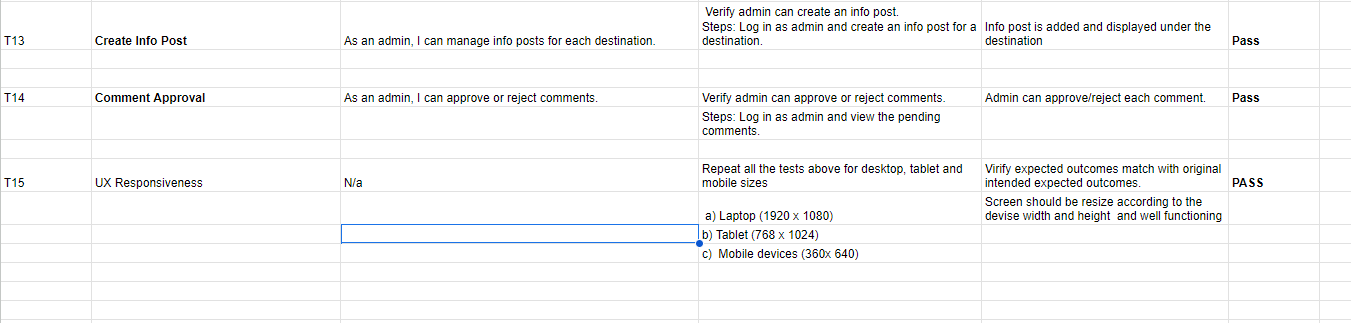 Verify admin can create an info post.
Steps: Log in as admin and create an info post for a
destination.
Info post is added and displayed under the
destination
T13
Create Info Post
As an admin, I can manage info posts for each destination.
Pass
T14
Comment Approval
As an admin, I can approve or reject comments.
Verify admin can approve or reject comments.
Admin can approve/reject each comment.
Pass
Steps: Log in as admin and view the pending
comments.
T15
UX Responsiveness
N/a
Repeat all the tests above for desktop, tablet and
mobile sizes
Virify expected outcomes match with original
intended expected outcomes.
PASS
a) Laptop (1920 x 1080)
Screen should be resize according to the
devise width and height  and well functioning
b) Tablet (768 x 1024)
c)  Mobile devices (360x 640)